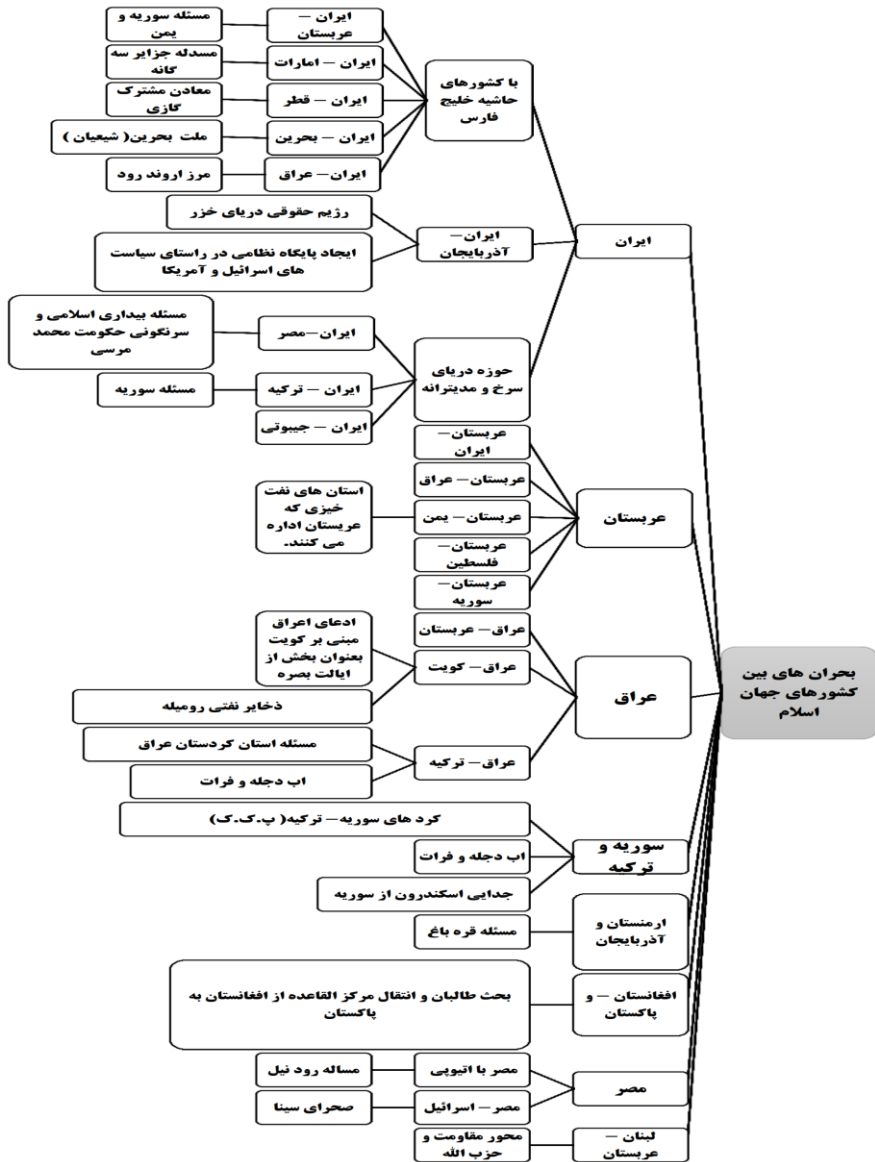 بحران های بین
کشورهای جهان
اسلام
ایران
با کشورهای
حاشیه خلیج
فارس
ایران –
عربستان
مسئله سوریه و
یمن
ایران – امارات
مسدله جزایر سه
گانه
ایران – قطر
معادن مشترک
گازی
ایران – بحرین
ملت بحرین( شیعیان )
ایران– عراق
مرز اروند رود
ایران–
آذربایجان
رژیم حقوقی دریای خزر
ایجاد پایگاه نظامی در راستای سیاست
های اسرائیل و آمریکا
حوزه دریای
سرخ و مدیترانه
ایران–مصر
مسئله بیداری اسلامی و
سرنگونی حکومت محمد
مرسی
ایران – ترکیه
مسئله سوریه
ایران – جیبوتی
عربستان
عربستان–
ایران
عربستان– عراق
عربستان– یمن
استان های نفت
خیزی که
عربستان اداره
می کنند.
عربستان–
فلسطین
عربستان–
سوریه
عراق
عراق– عربستان
عراق– کویت
ادعای اعراق
مبنی بر کویت
بعنوان بخش از
ایالت بصره
ذخایر نفتی رومیله
عراق– ترکیه
مسئله استان کردستان عراق
اب دجله و فرات
سوریه و
ترکیه
کرد های سوریه– ترکیه( پ.ک.ک)
اب دجله و فرات
جدایی اسکندرون از سوریه
ارمنستان و
آذربایجان
مسئله قره باغ
افغانستان – و
پاکستان
بحث طالبان و انتقال مرکز القاعده از افغانستان به
پاکستان
مصر
مصر با اتیوپی
مساله رود نیل
مصر– اسرائیل
صحرای سینا
لبنان –
عربستان
محور مقاومت و
حزب الله